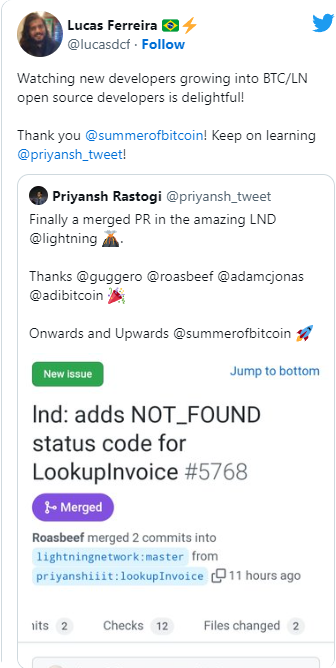 Lucas Ferreira 🇧🇷⚡
@lucasdcf · Follow
Watching new developers growing into BTC/LN
open source developers is delightful!
Thank you @summerofbitcoin! Keep on learning
@priyansh_tweet!
Priyansh Rastogi @priyansh_tweet
Finally a merged PR in the amazing LND
@lightning 🌋.
Thanks @guggero @roasbeef @adamcjonas
@adibitcoin 🎉
Onwards and Upwards @summerofbitcoin 🚀
New issue
Jump to bottom
lnd: adds NOT_FOUND
status code for
LookupInvoice #5768
Merged
Roasbeef merged 2 commits into
lightningnetwork:master from
priyanshiiit:lookupInvoice 11 hours ago
its 2 Checks 12 Files changed 2